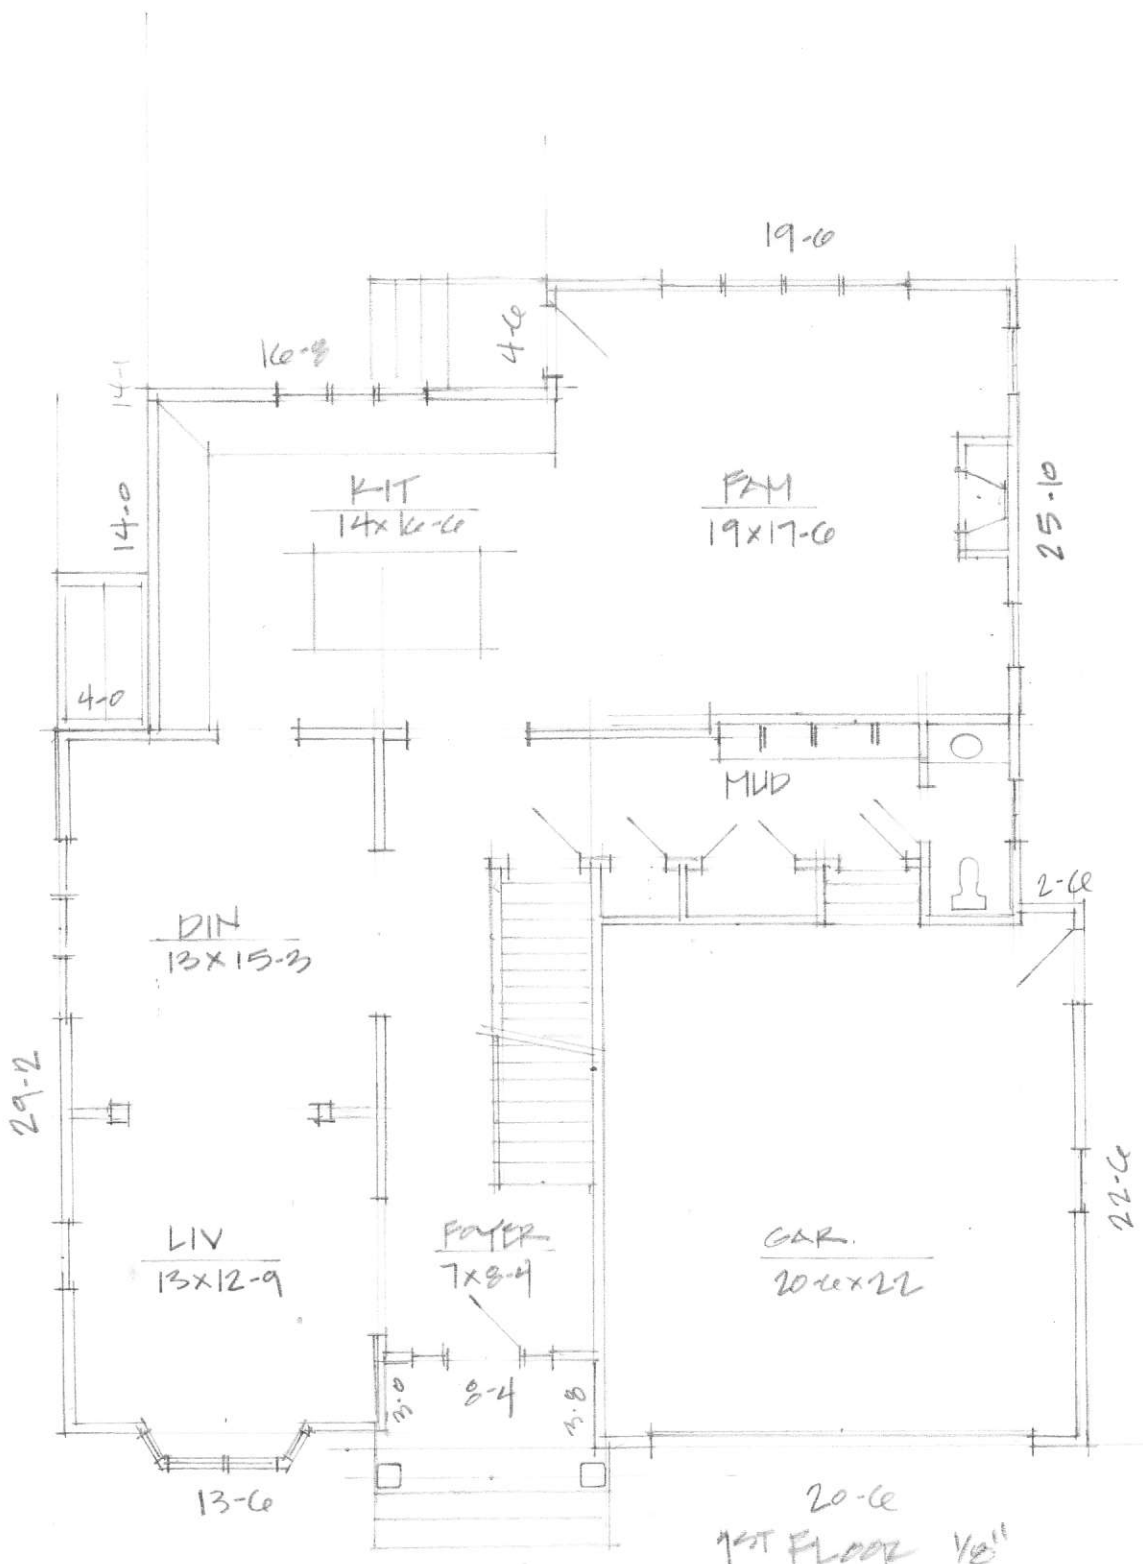 19-6
16-8
4-6
14-1
14-0
KIT
14x16-6
FAM
19x17-6
25-10
4-0
MUD
2-6
DIN
13x15-3
29-2
22-6
LIV
13x12-9
FOYER
7x8-4
GAR.
20-6x22
3-0
8-4
3-8
13-6
20-6
1ST FLOOR 1/8"